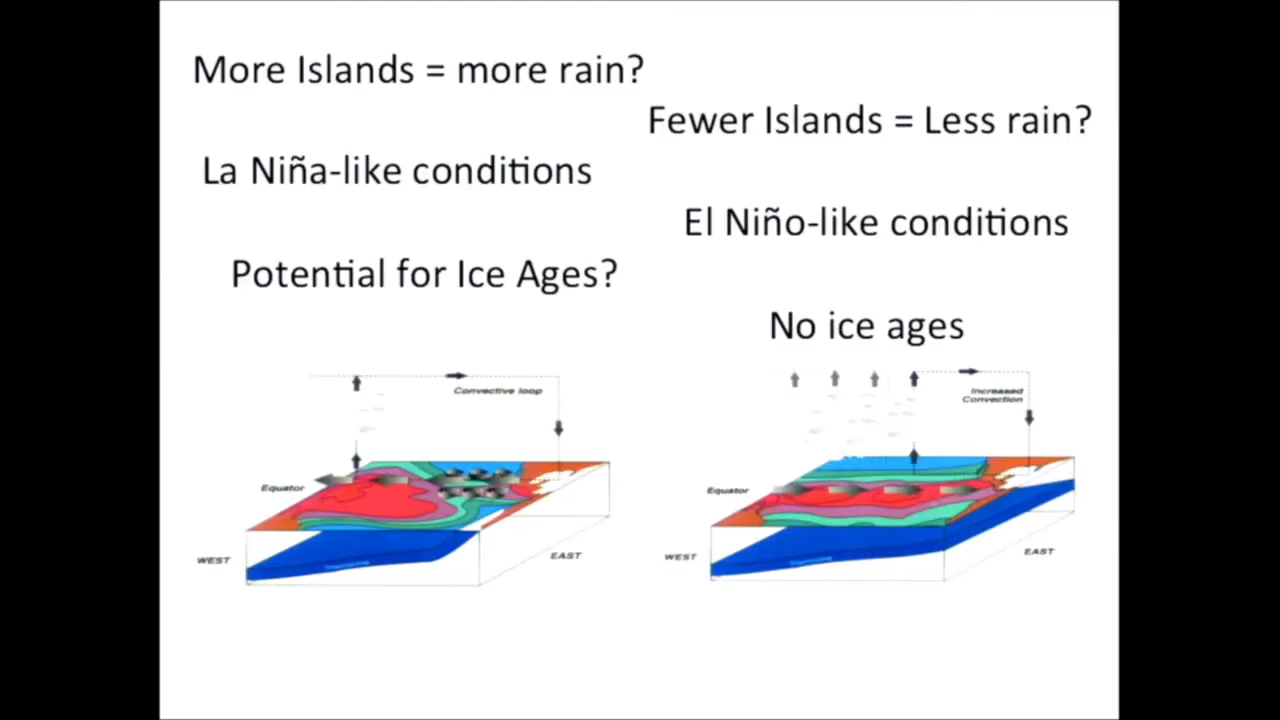 More Islands = more rain?
Fewer Islands = Less rain?
La Niña-like conditions
El Niño-like conditions
Potential for Ice Ages?
No ice ages
Convective loop
Equator
WEST
EAST
Increased
Convection
Equator
WEST
EAST